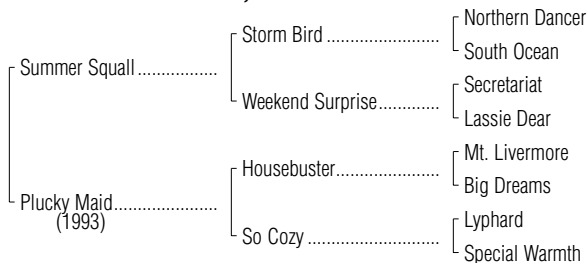 Northern Dancer
Storm Bird ........................
South Ocean
Summer Squall .................
Secretariat
Weekend Surprise .............
Lassie Dear
Mt. Livermore
Housebuster ......................
Big Dreams
Plucky Maid ......................
(1993)
Lyphard
So Cozy ............................
Special Warmth